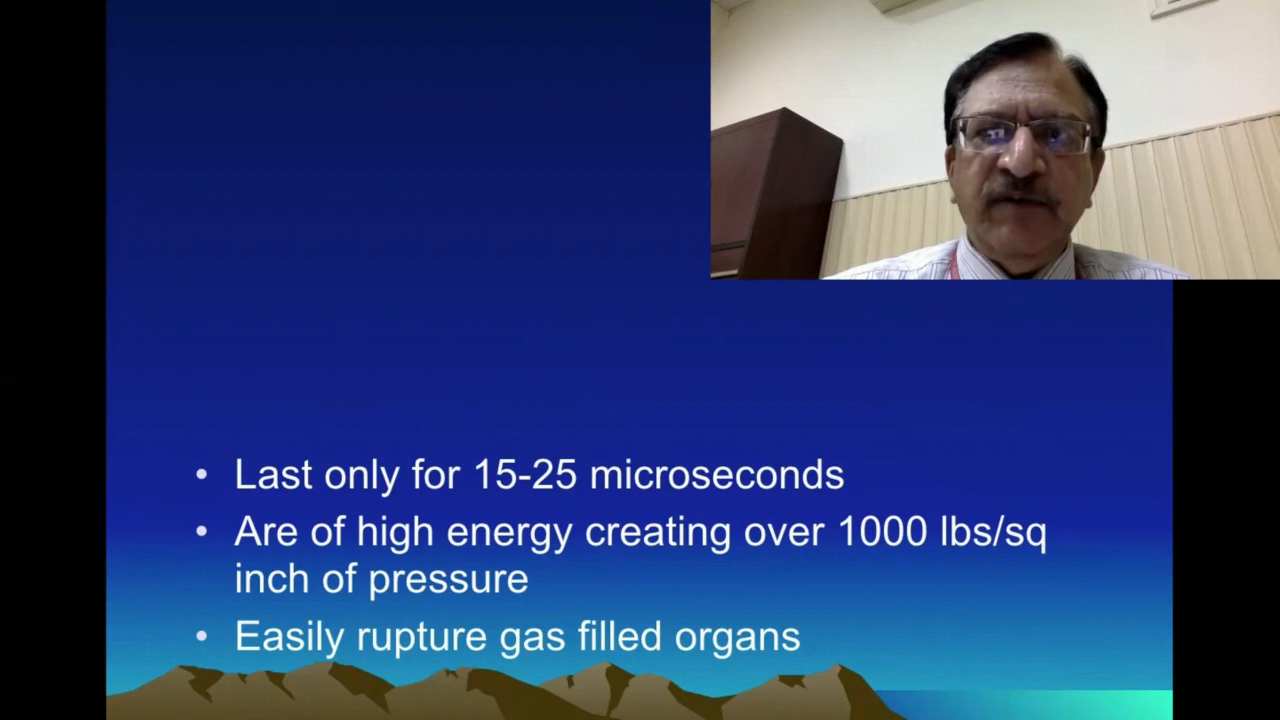 • Last only for 15-25 microseconds
• Are of high energy creating over 1000 lbs/sq
inch of pressure
• Easily rupture gas filled organs